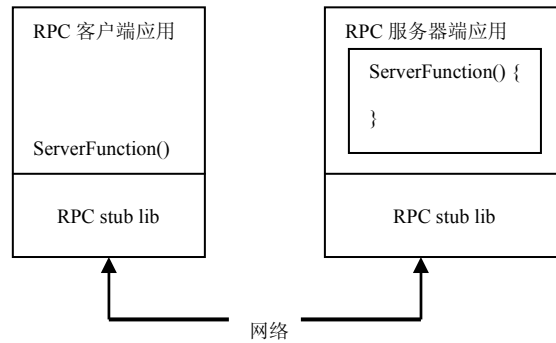 RPC 客户端应用
ServerFunction()
RPC stub lib
RPC 服务器端应用
ServerFunction() {
}
RPC stub lib
网络